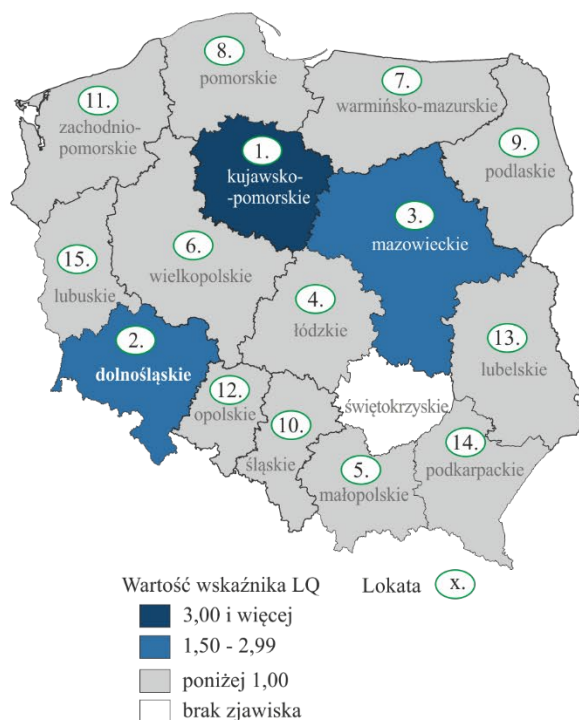 8.
pomorskie
7.
warmińsko-mazurskie
11.
zachodnio-
pomorskie
9.
podlaskie
1.
kujawsko-
-pomorskie
3.
mazowieckie
6.
wielkopolskie
15.
lubuskie
4.
łódzkie
13.
lubelskie
2.
dolnośląskie
12.
opolskie
świętokrzyskie
10.
śląskie
14.
podkarpackie
5.
małopolskie
Wartość wskaźnika LQ
Lokata x.
3,00 i więcej
1,50 - 2,99
poniżej 1,00
brak zjawiska